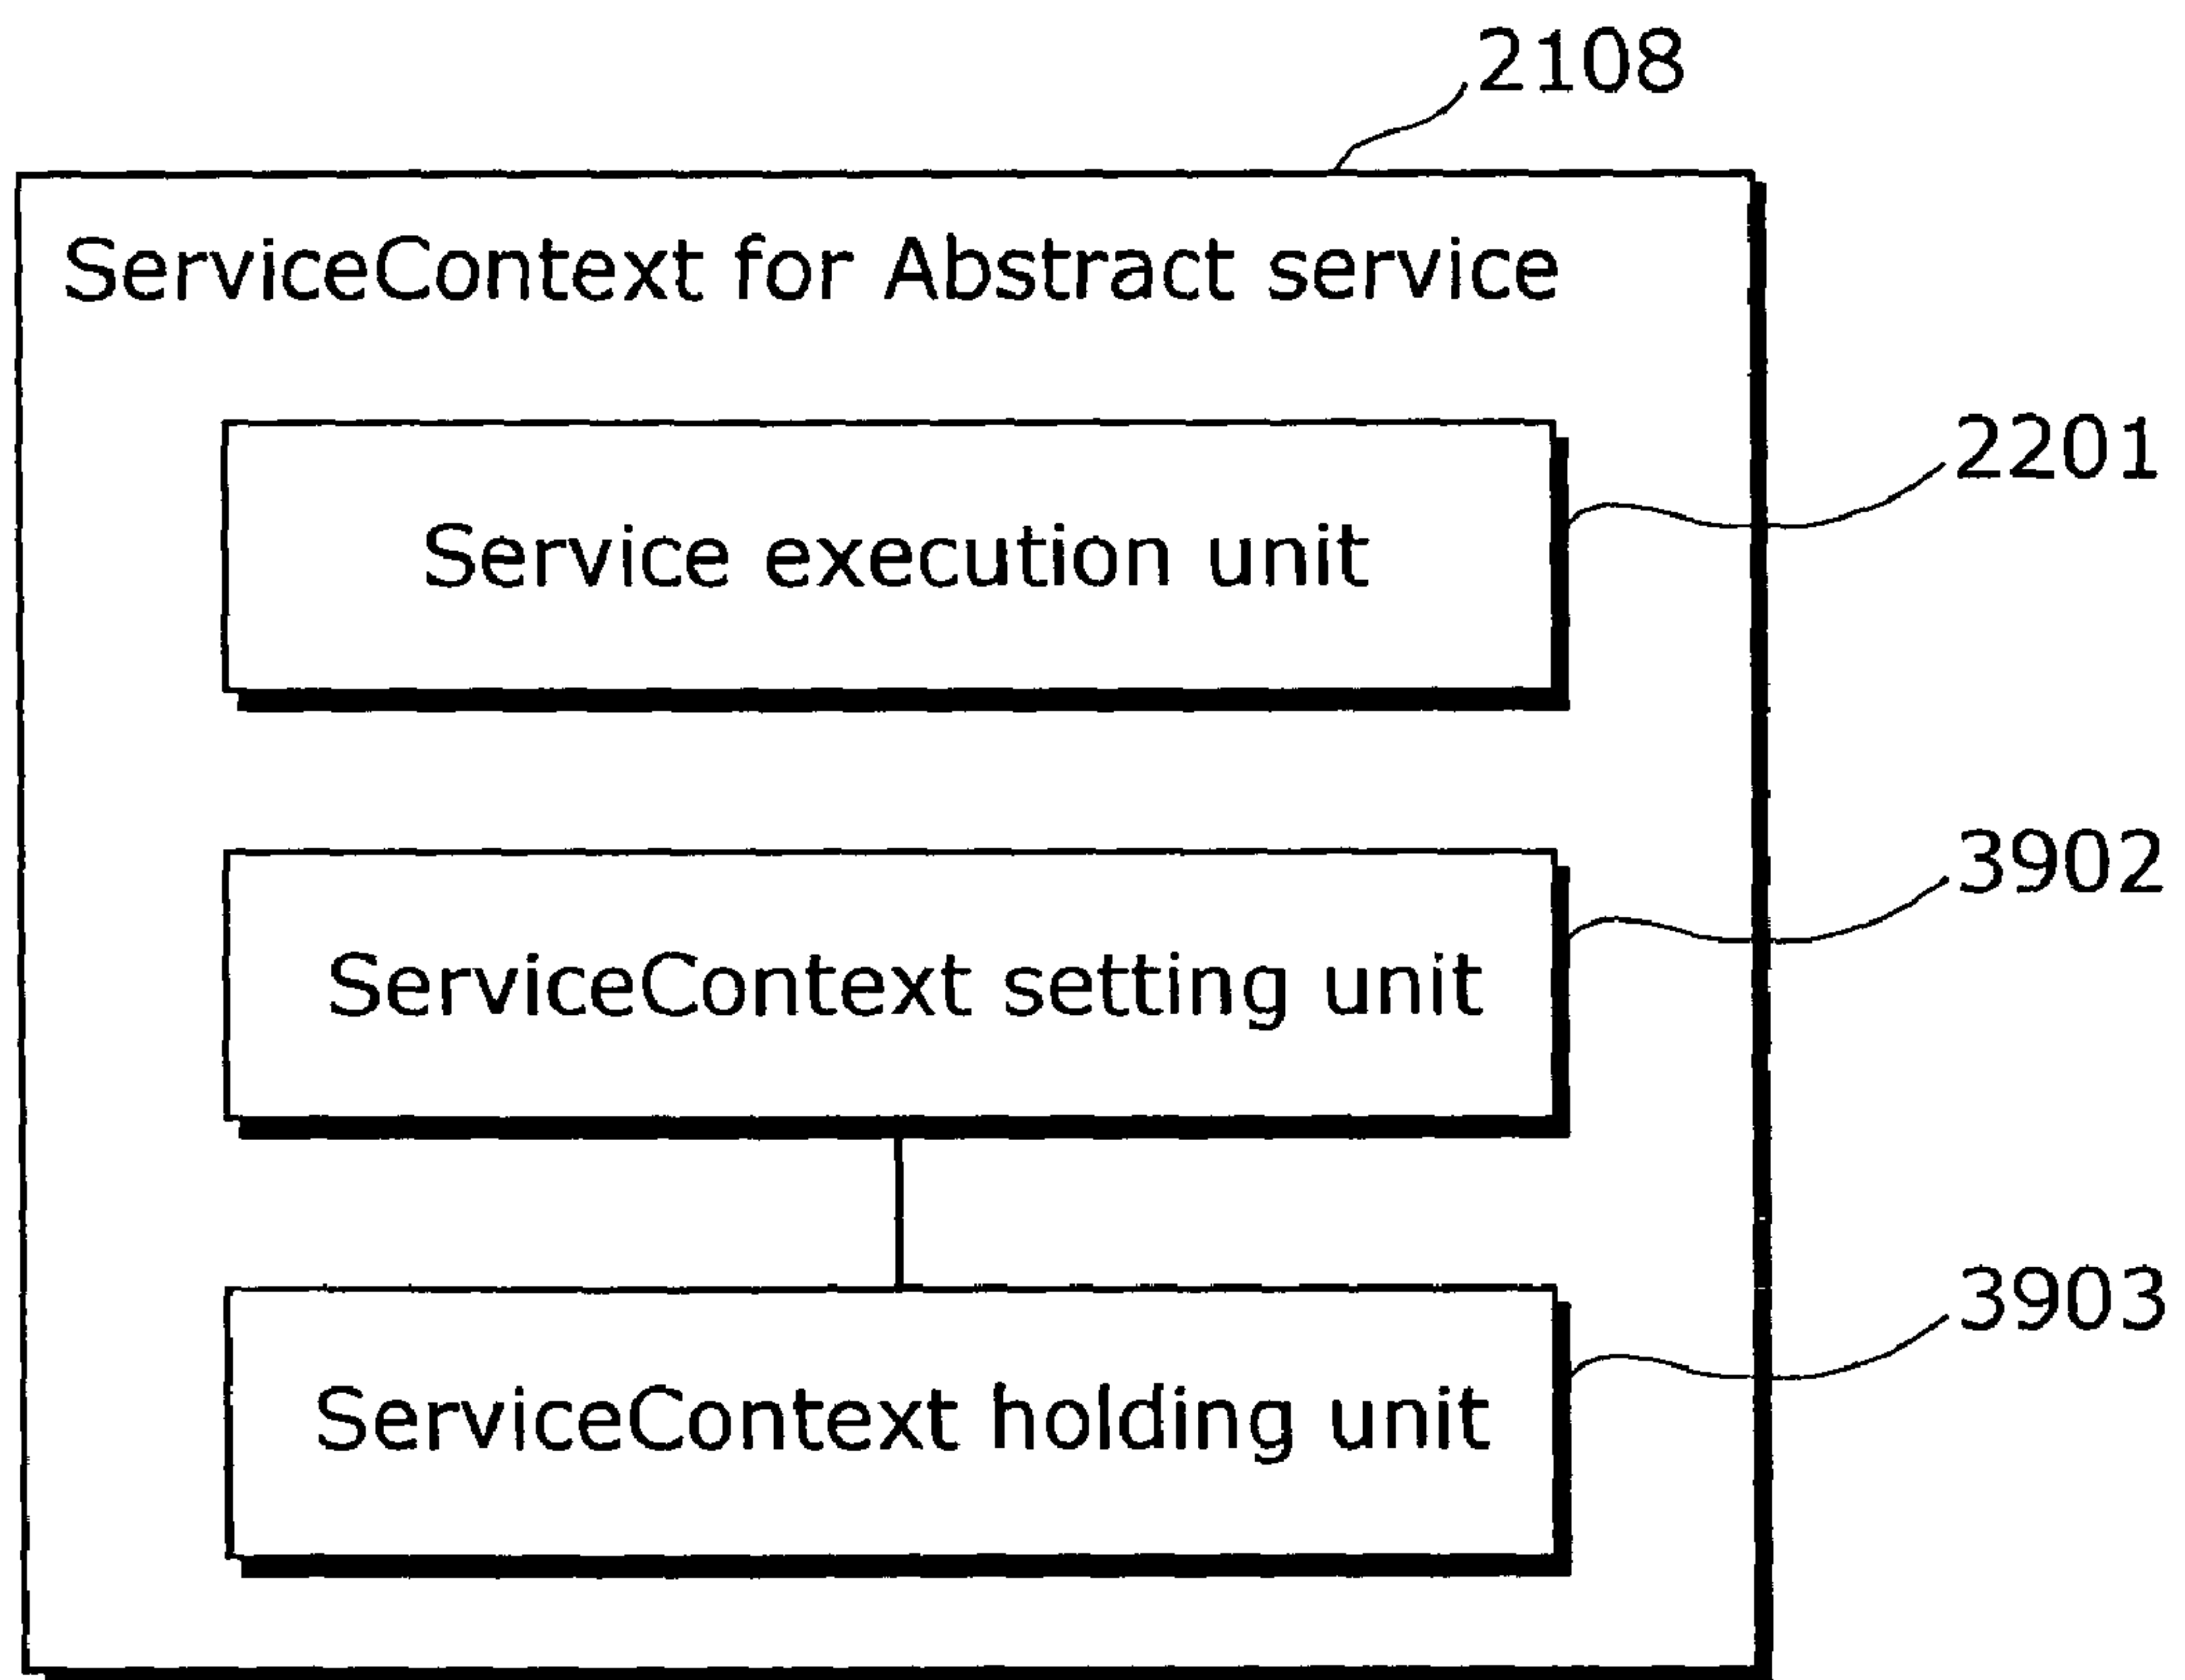 2108
ServiceContext for Abstract service
2201
Service execution unit
3902
ServiceContext setting unit
3903
ServiceContext holding unit